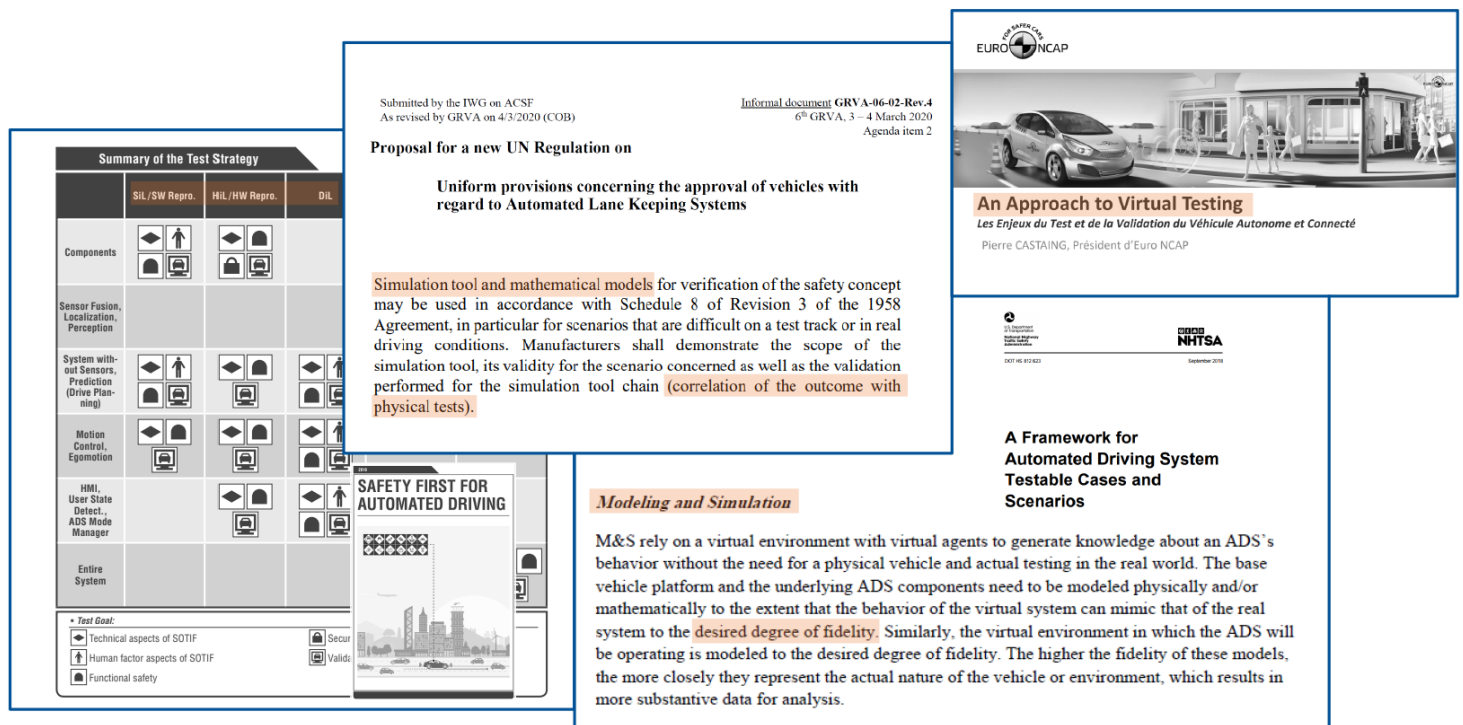 Summary of the Test Strategy
SiL/SW Repro.
HiL/HW Repro.
DiL
Components
Sensor Fusion,
Localization,
Perception
System with-
out Sensors,
Prediction
(Drive Plan-
ning)
Motion
Control,
Egomotion
HMI,
User State
Detect.,
ADS Mode
Manager
Entire
System
• Test Goal:
Technical aspects of SOTIF
Human factor aspects of SOTIF
Functional safety
Secur
Valida
2019
SAFETY FIRST FOR
AUTOMATED DRIVING
Submitted by the IWG on ACSF
As revised by GRVA on 4/3/2020 (COB)
Informal document GRVA-06-02-Rev.4
6th GRVA, 3 – 4 March 2020
Agenda item 2
Proposal for a new UN Regulation on
Uniform provisions concerning the approval of vehicles with
regard to Automated Lane Keeping Systems
Simulation tool and mathematical models for verification of the safety concept
may be used in accordance with Schedule 8 of Revision 3 of the 1958
Agreement, in particular for scenarios that are difficult on a test track or in real
driving conditions. Manufacturers shall demonstrate the scope of the
simulation tool, its validity for the scenario concerned as well as the validation
performed for the simulation tool chain (correlation of the outcome with
physical tests).
FOR SAFER CARS
EURO NCAP
An Approach to Virtual Testing
Les Enjeux du Test et de la Validation du Véhicule Autonome et Connecté
Pierre CASTAING, Président d'Euro NCAP
U.S. Department
of Transportation
National Highway
Traffic Safety
Administration
NHTSA
DOT HS 812 623
September 2018
A Framework for
Automated Driving System
Testable Cases and
Scenarios
Modeling and Simulation
M&S rely on a virtual environment with virtual agents to generate knowledge about an ADS`s
behavior without the need for a physical vehicle and actual testing in the real world. The base
vehicle platform and the underlying ADS components need to be modeled physically and/or
mathematically to the extent that the behavior of the virtual system can mimic that of the real
system to the desired degree of fidelity. Similarly, the virtual environment in which the ADS will
be operating is modeled to the desired degree of fidelity. The higher the fidelity of these models,
the more closely they represent the actual nature of the vehicle or environment, which results in
more substantive data for analysis.